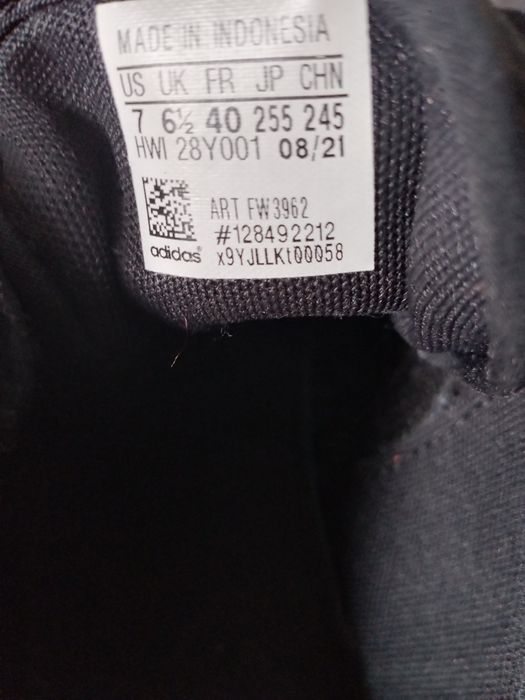 MADE IN INDONESIA
US UK FR JP CHN
7 6½ 40 255 245
HWI 28Y001 08/21
ART FW3962
#128492212
adidas® x9YJLLKt00058